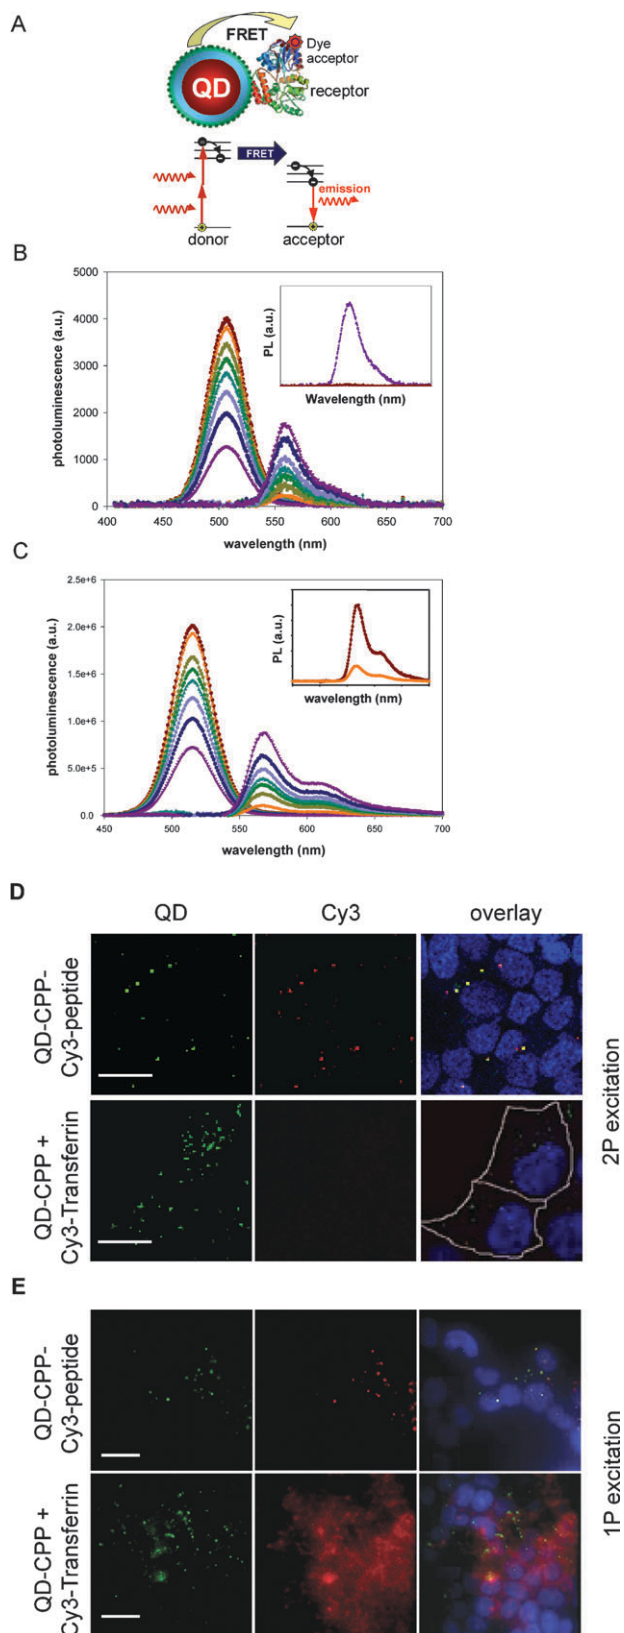 A
FRET
Dye
acceptor
QD
receptor
FRET
emission
donor
acceptor
B
photoluminescence (a.u.)
5000
4000
3000
2000
1000
0
400
450
500
550
600
650
700
wavelength (nm)
PL (a.u.)
Wavelength (nm)
C
photoluminescence (a.u.)
2.5e+6
2.0e+6
1.5e+6
1.0e+6
5.0e+5
0.0
450
500
550
600
650
700
wavelength (nm)
PL (a.u.)
wavelength (nm)
D
QD
Cy3
overlay
QD-CPP-
Cy3-peptide
QD-CPP +
Cy3-Transferrin
2P excitation
E
QD-CPP-
Cy3-peptide
QD-CPP +
Cy3-Transferrin
1P excitation